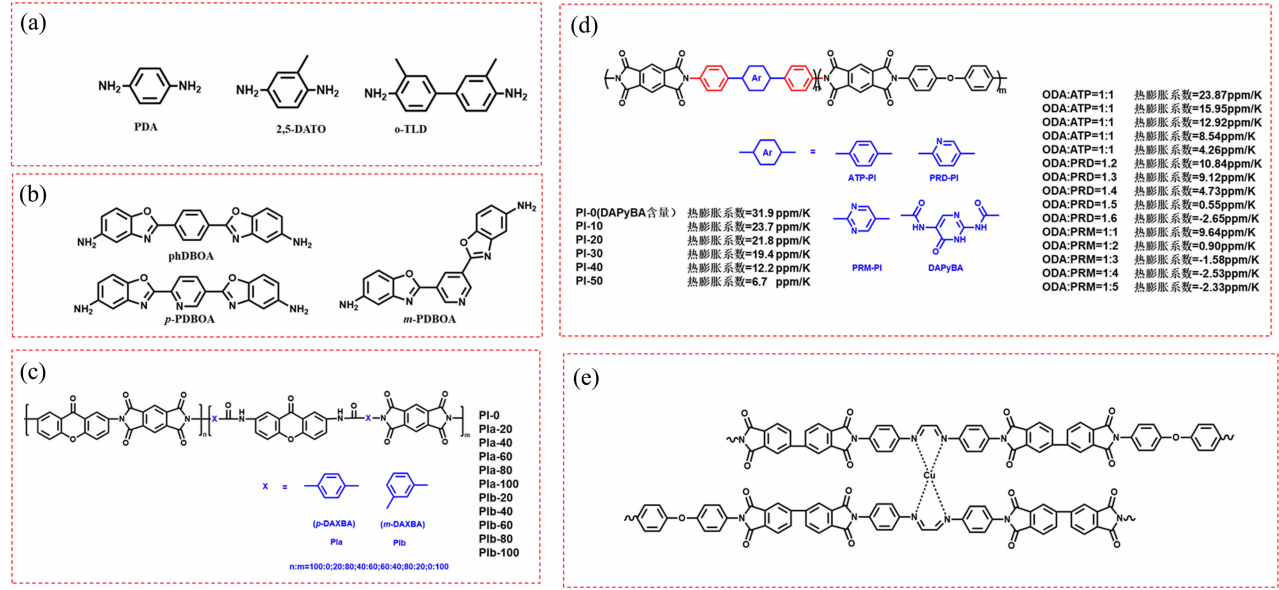 (a)
NH2
NH2
PDA
NH2
NH2
2,5-DATO
NH2
NH2
o-TLD
(b)
NH2
O
N
O
N
NH2
phDBOA
NH2
O
N
N
O
N
NH2
p-PDBOA
NH2
O
N
N
O
N
NH2
m-PDBOA
(c)
O
O
O
O
N
N
O
O
n
X
O
H
N
O
O
H
N
O
X
O
O
N
N
O
O
m
X =
(p-DAXBA)
PIa
(m-DAXBA)
PIb
n:m=100:0;20:80;40:60;60:40;80:20;0:100
PI-0
PIa-20
PIa-40
PIa-60
PIa-80
PIa-100
PIb-20
PIb-40
PIb-60
PIb-80
PIb-100
(d)
O
O
N
N
O
O
Ar
n
O
O
N
N
O
O
O
m
Ar
=
ATP-PI
N
PRD-PI
N
N
PRM-PI
O
NH
N
N
H
O
NH
O
DAPyBA
PI-0(DAPyBA含量） 热膨胀系数=31.9 ppm/K
PI-10 热膨胀系数=23.7 ppm/K
PI-20 热膨胀系数=21.8 ppm/K
PI-30 热膨胀系数=19.4 ppm/K
PI-40 热膨胀系数=12.2 ppm/K
PI-50 热膨胀系数=6.7 ppm/K
ODA:ATP=1:1 热膨胀系数=23.87ppm/K
ODA:ATP=1:1 热膨胀系数=15.95ppm/K
ODA:ATP=1:1 热膨胀系数=12.92ppm/K
ODA:ATP=1:1 热膨胀系数=8.54ppm/K
ODA:ATP=1:1 热膨胀系数=4.26ppm/K
ODA:PRD=1.2 热膨胀系数=10.84ppm/K
ODA:PRD=1.3 热膨胀系数=9.12ppm/K
ODA:PRD=1.4 热膨胀系数=4.73ppm/K
ODA:PRD=1.5 热膨胀系数=0.55ppm/K
ODA:PRD=1.6 热膨胀系数=-2.65ppm/K
ODA:PRM=1:1 热膨胀系数=9.64ppm/K
ODA:PRM=1:2 热膨胀系数=0.90ppm/K
ODA:PRM=1:3 热膨胀系数=-1.58ppm/K
ODA:PRM=1:4 热膨胀系数=-2.53ppm/K
ODA:PRM=1:5 热膨胀系数=-2.33ppm/K
(e)
O
O
N
N
O
O
N
N
O
O
N
N
O
O
O
Cu
O
O
O
N
N
O
O
N
N
O
O
N
N
O
O